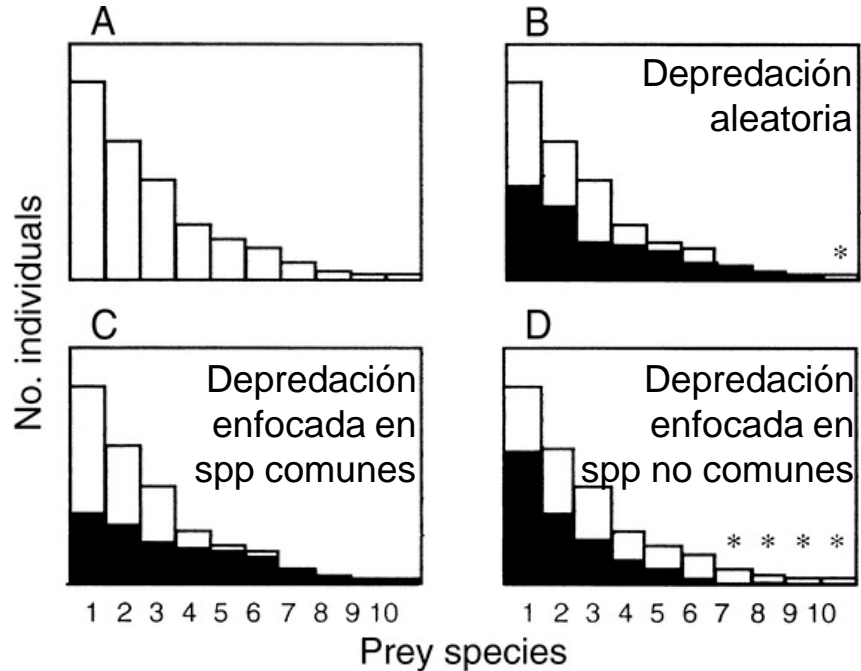 A
B
Depredación
aleatoria
*
No. individuals
C
Depredación
enfocada en
spp comunes
D
Depredación
enfocada en
spp no comunes
* * * *
1 2 3 4 5 6 7 8 9 10
1 2 3 4 5 6 7 8 9 10
Prey species